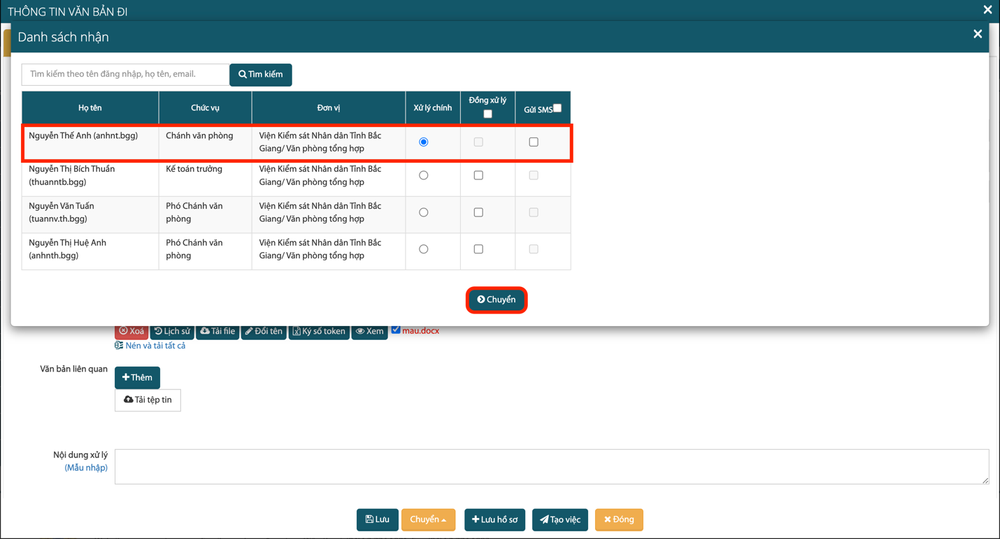 THÔNG TIN VĂN BẢN ĐI
Danh sách nhận
Tìm kiếm theo tên đăng nhập, họ tên, email.
Tìm kiếm
Họ tên
Chức vụ
Đơn vị
Xử lý chính
Đồng xử lý
Gửi SMS
Nguyễn Thế Anh (anhnt.bgg)
Chánh văn phòng
Viện Kiểm sát Nhân dân Tỉnh Bắc
Giang/ Văn phòng tổng hợp
Nguyễn Thị Bích Thuần
(thuanntb.bgg)
Kế toán trưởng
Viện Kiểm sát Nhân dân Tỉnh Bắc
Giang/ Văn phòng tổng hợp
Nguyễn Văn Tuấn
(tuannv.th.bgg)
Phó Chánh văn
phòng
Viện Kiểm sát Nhân dân Tỉnh Bắc
Giang/ Văn phòng tổng hợp
Nguyễn Thị Huệ Anh
(anhnth.bgg)
Phó Chánh văn
phòng
Viện Kiểm sát Nhân dân Tỉnh Bắc
Giang/ Văn phòng tổng hợp
Chuyển
Xoá
Lịch sử
Tải file
Đổi tên
Ký số token
Xem
mau.docx
Nén và tải tất cả
Văn bản liên quan
Thêm
Tải tệp tin
Nội dung xử lý
(Mẫu nhập)
Lưu
Chuyển
Lưu hồ sơ
Tạo việc
Đóng